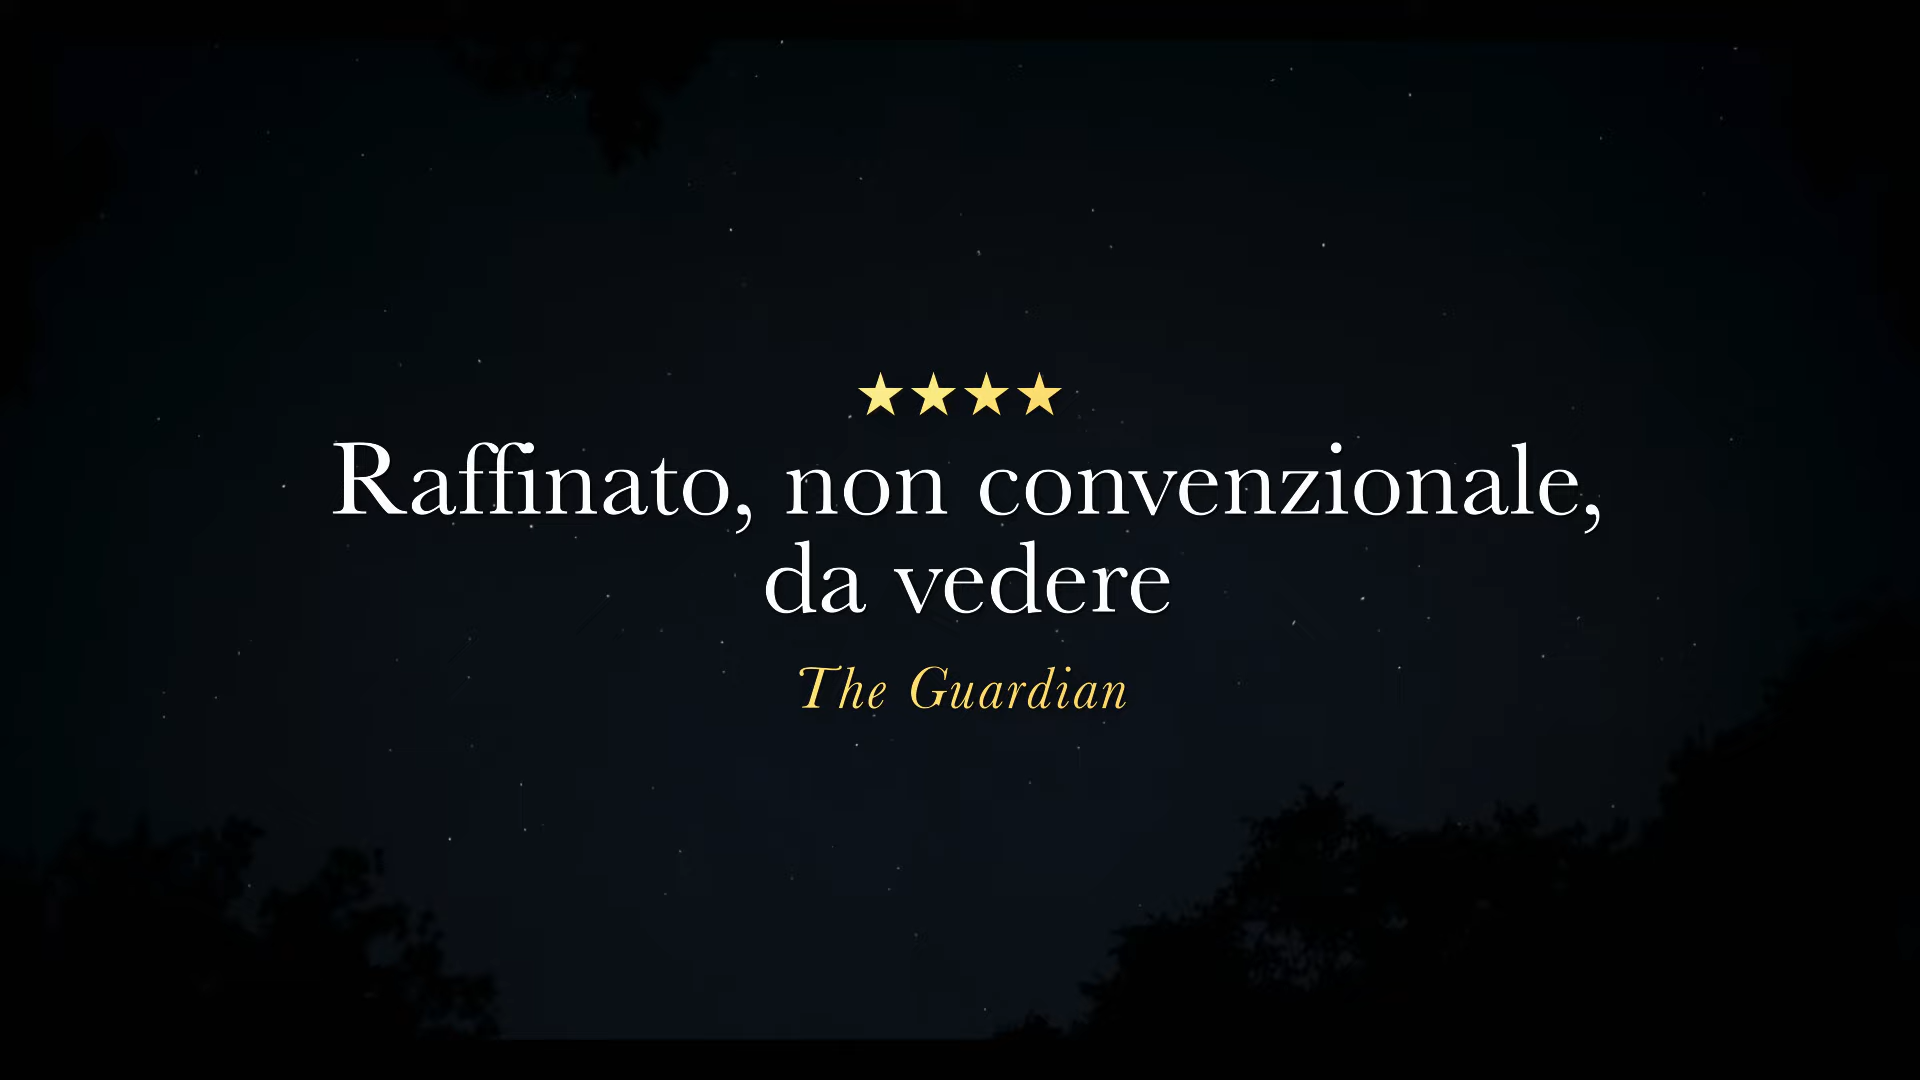 ★★★★
Raffinato, non convenzionale,
da vedere
The Guardian